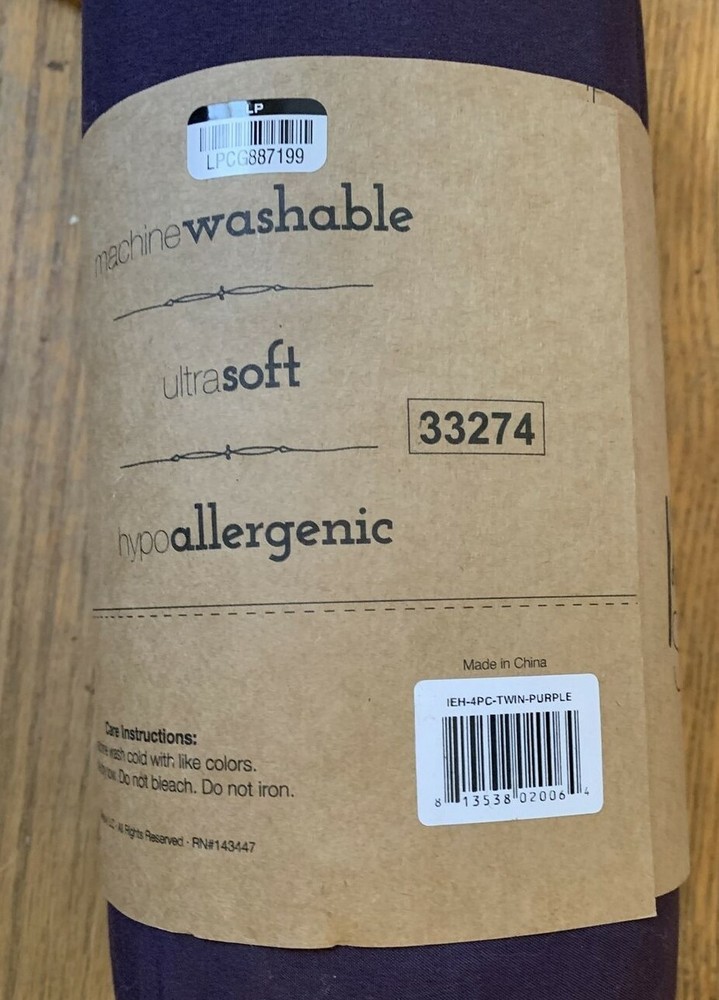 LP
LPCG887199
machinewashable
ultrasoft
33274
hypoallergenic
Made in China
IEH-4PC-TWIN-PURPLE
8 13538 02006 4
Care Instructions:
wash cold with like colors.
Do not bleach. Do not iron.
All Rights Reserved · RN#143447